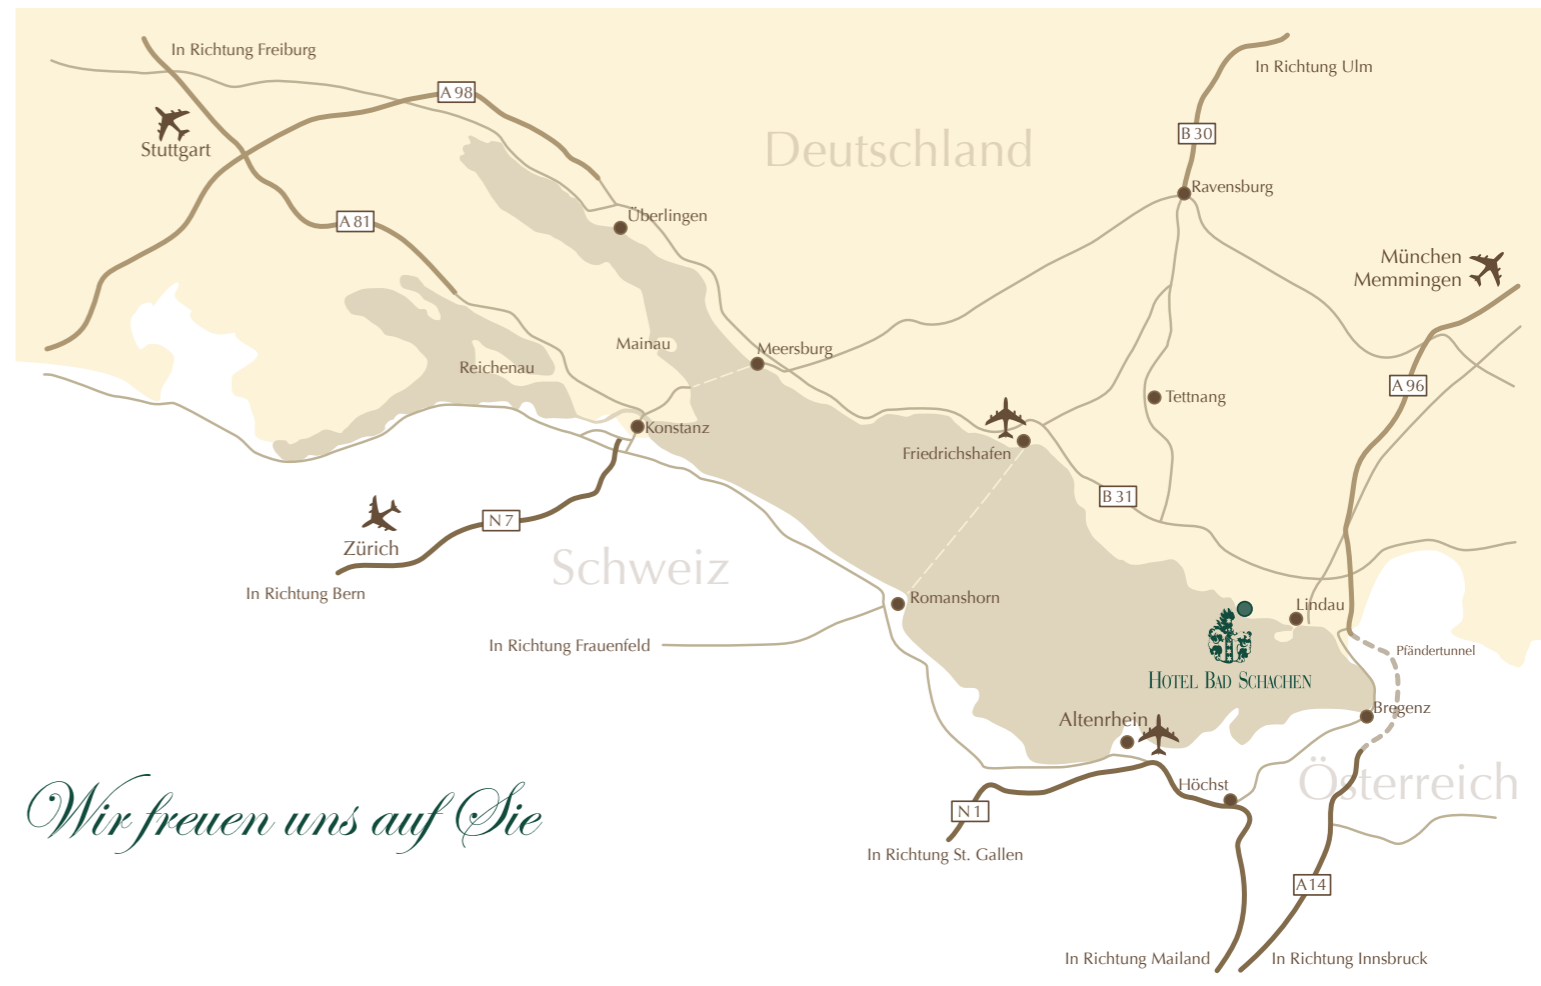 In Richtung Freiburg
In Richtung Ulm
A 98
Stuttgart
Deutschland
B 30
Ravensburg
Überlingen
A 81
München
Memmingen
Mainau
Meersburg
Reichenau
A 96
Tettnang
Konstanz
Friedrichshafen
B 31
N 7
Zürich
Schweiz
In Richtung Bern
Romanshorn
Lindau
In Richtung Frauenfeld
Pfändertunnel
HOTEL BAD SCHACHEN
Bregenz
Altenrhein
Österreich
Höchst
Wir freuen uns auf Sie
N 1
In Richtung St. Gallen
A 14
In Richtung Mailand
In Richtung Innsbruck